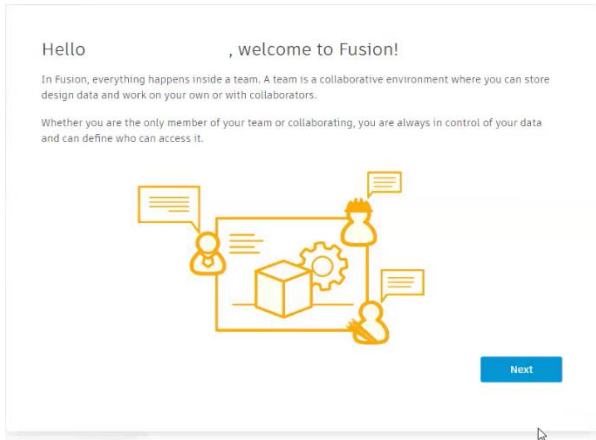 Hello , welcome to Fusion!
In Fusion, everything happens inside a team. A team is a collaborative environment where you can store
design data and work on your own or with collaborators.
Whether you are the only member of your team or collaborating, you are always in control of your data
and can define who can access it.
Next